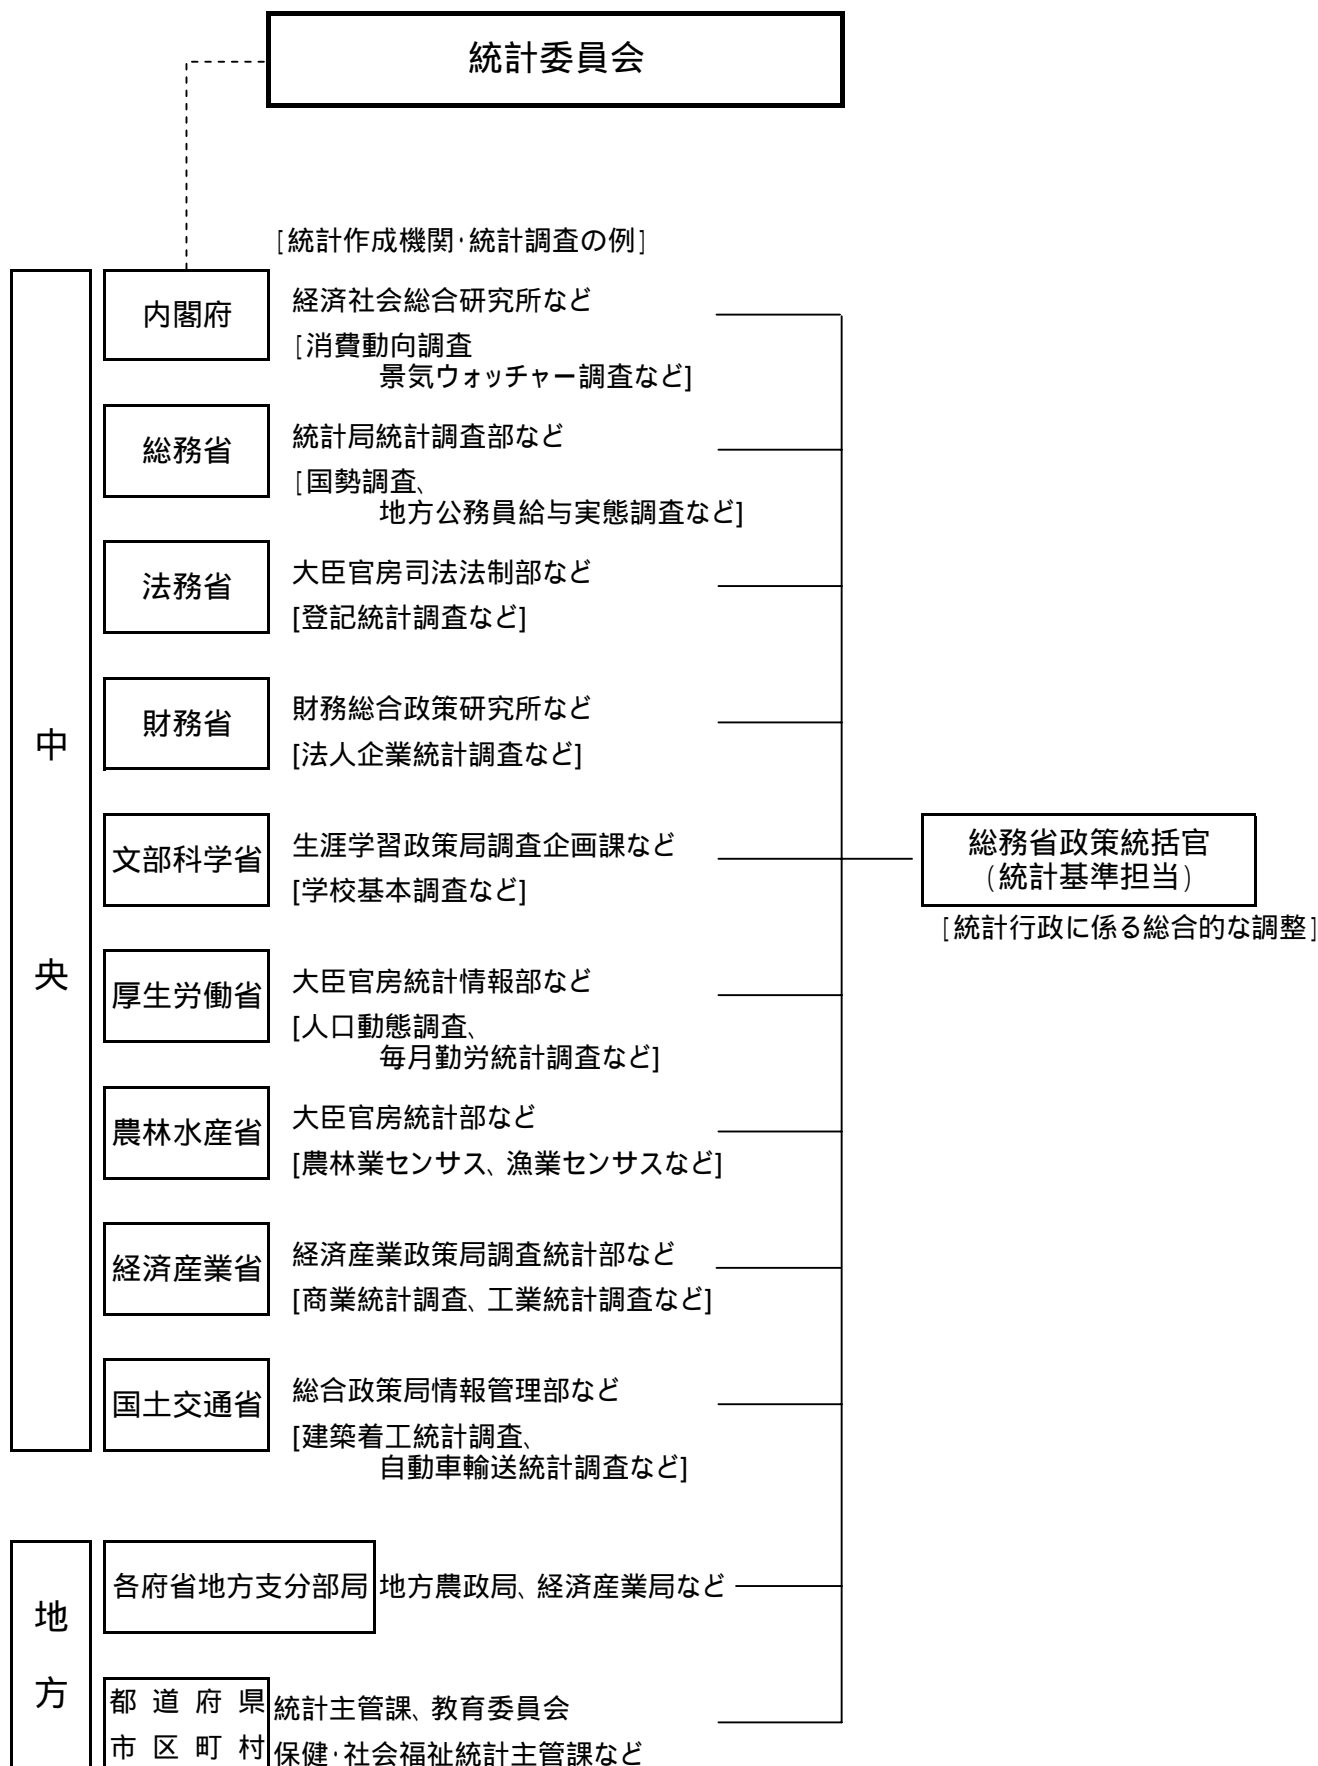 統計委員会
[統計作成機関･統計調査の例]
中央
内閣府
経済社会総合研究所など
[消費動向調査
景気ウォッチャー調査など]
総務省
統計局統計調査部など
[国勢調査、
地方公務員給与実態調査など]
法務省
大臣官房司法法制部など
[登記統計調査など]
財務省
財務総合政策研究所など
[法人企業統計調査など]
文部科学省
生涯学習政策局調査企画課など
[学校基本調査など]
総務省政策統括官
(統計基準担当)
[統計行政に係る総合的な調整]
厚生労働省
大臣官房統計情報部など
[人口動態調査、
毎月勤労統計調査など]
農林水産省
大臣官房統計部など
[農林業センサス、漁業センサスなど]
経済産業省
経済産業政策局調査統計部など
[商業統計調査、工業統計調査など]
国土交通省
総合政策局情報管理部など
[建築着工統計調査、
自動車輸送統計調査など]
地方
各府省地方支分部局
地方農政局、経済産業局など
都道府県
市区町村
統計主管課、教育委員会
保健･社会福祉統計主管課など